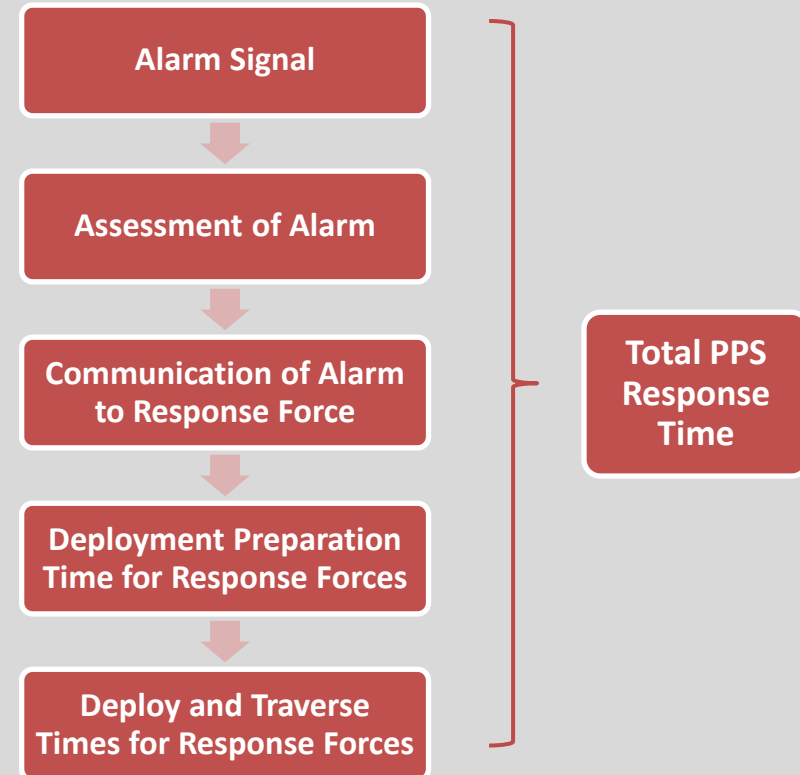 Alarm Signal
Assessment of Alarm
Communication of Alarm
to Response Force
Deployment Preparation
Time for Response Forces
Deploy and Traverse
Times for Response Forces
Total PPS
Response
Time